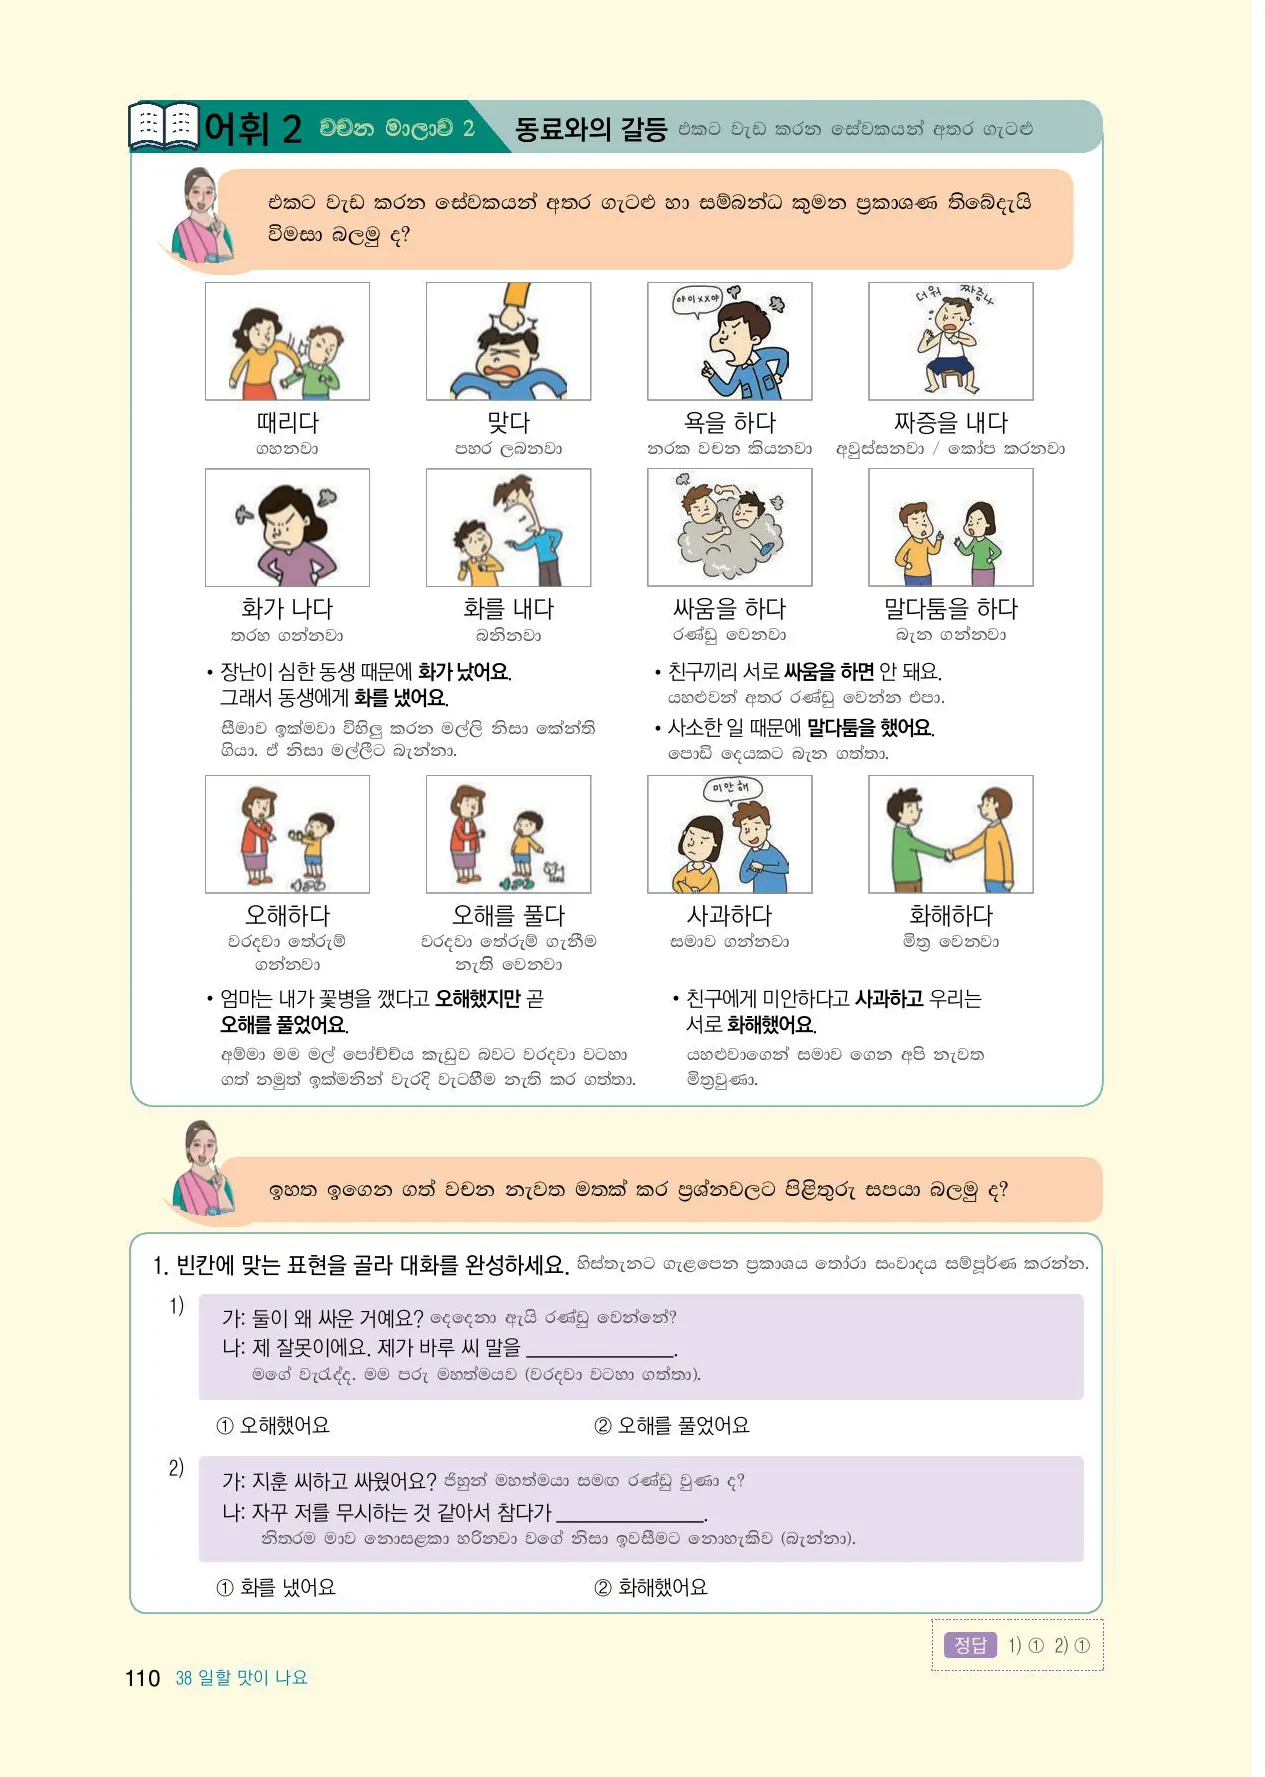 어휘 2 වචන මාලාව 2 동료와의 갈등 එකට වැඩ කරන සේවකයන් අතර ගැටළු
එකට වැඩ කරන සේවකයන් අතර ගැටළු හා සම්බන්ධ කුමන ප්‍රකාශණ තිබේදැයි
විමසා බලමු ද?
야이XX야
더워 짜증나
때리다 맞다 욕을 하다 짜증을 내다
ගහනවා පහර ලබනවා නරක වචන කියනවා අවුස්සනවා / කෝප කරනවා
화가 나다 화를 내다 싸움을 하다 말다툼을 하다
තරහ ගන්නවා බනිනවා රණ්ඩු වෙනවා බැන ගන්නවා
• 장난이 심한 동생 때문에 화가 났어요.
그래서 동생에게 화를 냈어요.
සීමාව ඉක්මවා විහිලු කරන මල්ලි නිසා කේන්ති
ගියා. ඒ නිසා මල්ලීට බැන්නා.
• 친구끼리 서로 싸움을 하면 안 돼요.
යහළුවන් අතර රණ්ඩු වෙන්න එපා.
• 사소한 일 때문에 말다툼을 했어요.
පොඩි දෙයකට බැන ගත්තා.
미안해
오해하다 오해를 풀다 사과하다 화해하다
වරදවා තේරුම් වරදවා තේරුම් ගැනීම සමාව ගන්නවා මිත්‍ර වෙනවා
ගන්නවා නැති වෙනවා
• 엄마는 내가 꽃병을 깼다고 오해했지만 곧
오해를 풀었어요.
අම්මා මම මල් පෝච්ච්ය කැඩුව බවට වරදවා වටහා
ගත් නමුත් ඉක්මනින් වැරදි වැටහීම නැති කර ගත්තා.
• 친구에게 미안하다고 사과하고 우리는
서로 화해했어요.
යහළුවාගෙන් සමාව ගෙන අපි නැවත
මිත්‍රවුණා.
ඉහත ඉගෙන ගත් වචන නැවත මතක් කර ප්‍රශ්නවලට පිළිතුරු සපයා බලමු ද?
1. 빈칸에 맞는 표현을 골라 대화를 완성하세요. හිස්තැනට ගැළපෙන ප්‍රකාශය තෝරා සංවාදය සම්පූර්ණ කරන්න.
1)
가: 둘이 왜 싸운 거예요? දෙදෙනා ඇයි රණ්ඩු වෙන්නේ?
나: 제 잘못이에요. 제가 바루 씨 말을 ______________.
මගේ වැරැද්ද. මම පරු මහත්මයව (වරදවා වටහා ගත්තා).
① 오해했어요 ② 오해를 풀었어요
2)
가: 지훈 씨하고 싸웠어요? ජිහුන් මහත්මයා සමඟ රණ්ඩු වුණා ද?
나: 자꾸 저를 무시하는 것 같아서 참다가 ______________.
නිතරම මාව නොසළකා හරිනවා වගේ නිසා ඉවසීමට නොහැකිව (බැන්නා).
① 화를 냈어요 ② 화해했어요
정답 1) ① 2) ①
110 38 일할 맛이 나요